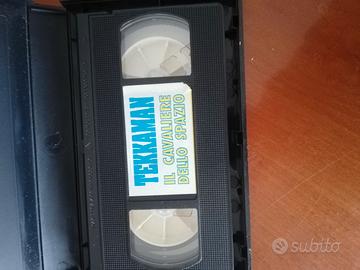 TEKKAMAN
IL CAVALIERE
DELLO SPAZIO
subito